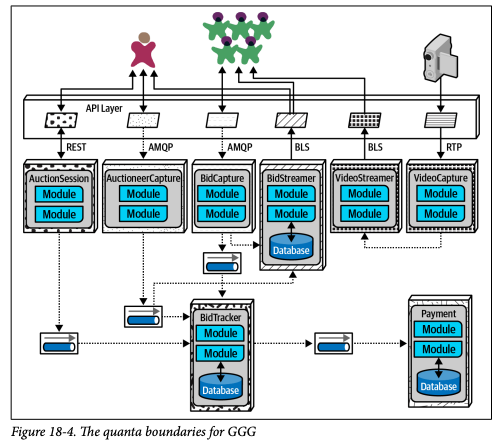 API Layer
REST
AMQP
AMQP
BLS
BLS
RTP
AuctionSession
Module
Module
AuctioneerCapture
Module
Module
BidCapture
Module
Module
BidStreamer
Module
Module
Database
VideoStreamer
Module
Module
VideoCapture
Module
Module
BidTracker
Module
Module
Database
Payment
Module
Module
Database
Figure 18-4. The quanta boundaries for GGG